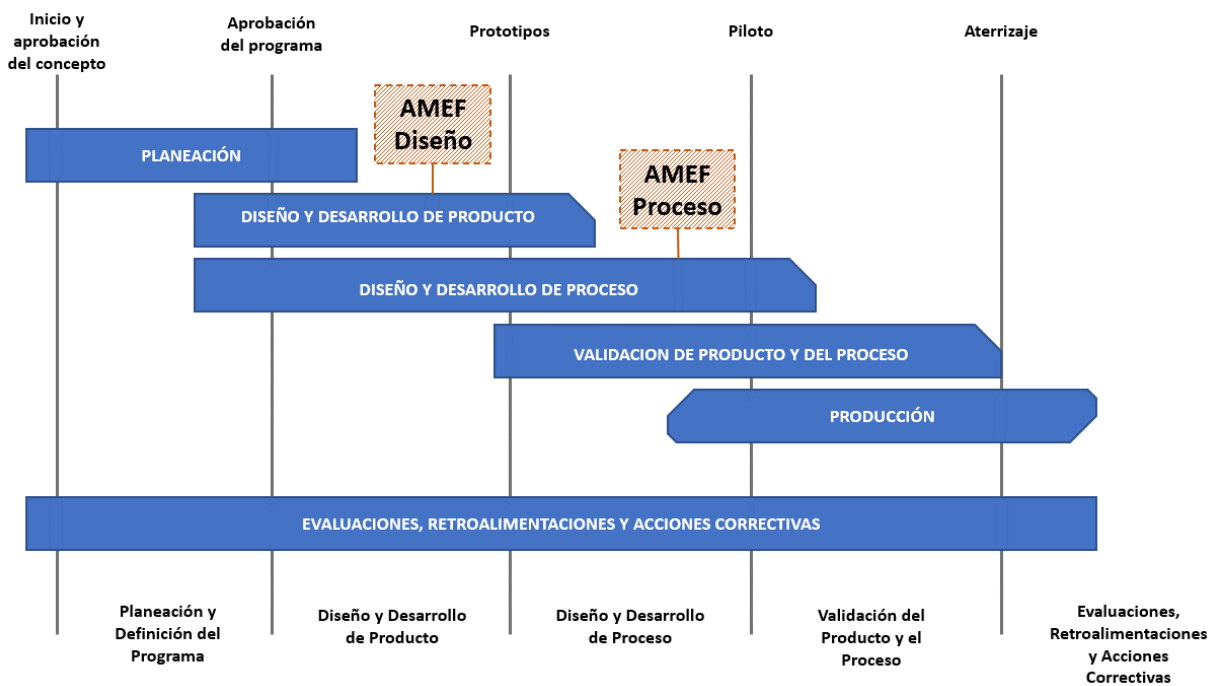 Inicio y
aprobación
del concepto
Aprobación
del programa
Prototipos
Piloto
Aterrizaje
AMEF
Diseño
PLANEACIÓN
AMEF
Proceso
DISEÑO Y DESARROLLO DE PRODUCTO
DISEÑO Y DESARROLLO DE PROCESO
VALIDACION DE PRODUCTO Y DEL PROCESO
PRODUCCIÓN
EVALUACIONES, RETROALIMENTACIONES Y ACCIONES CORRECTIVAS
Planeación y
Definición del
Programa
Diseño y Desarrollo
de Producto
Diseño y Desarrollo
de Proceso
Validación del
Producto y el
Proceso
Evaluaciones,
Retroalimentaciones
y Acciones
Correctivas